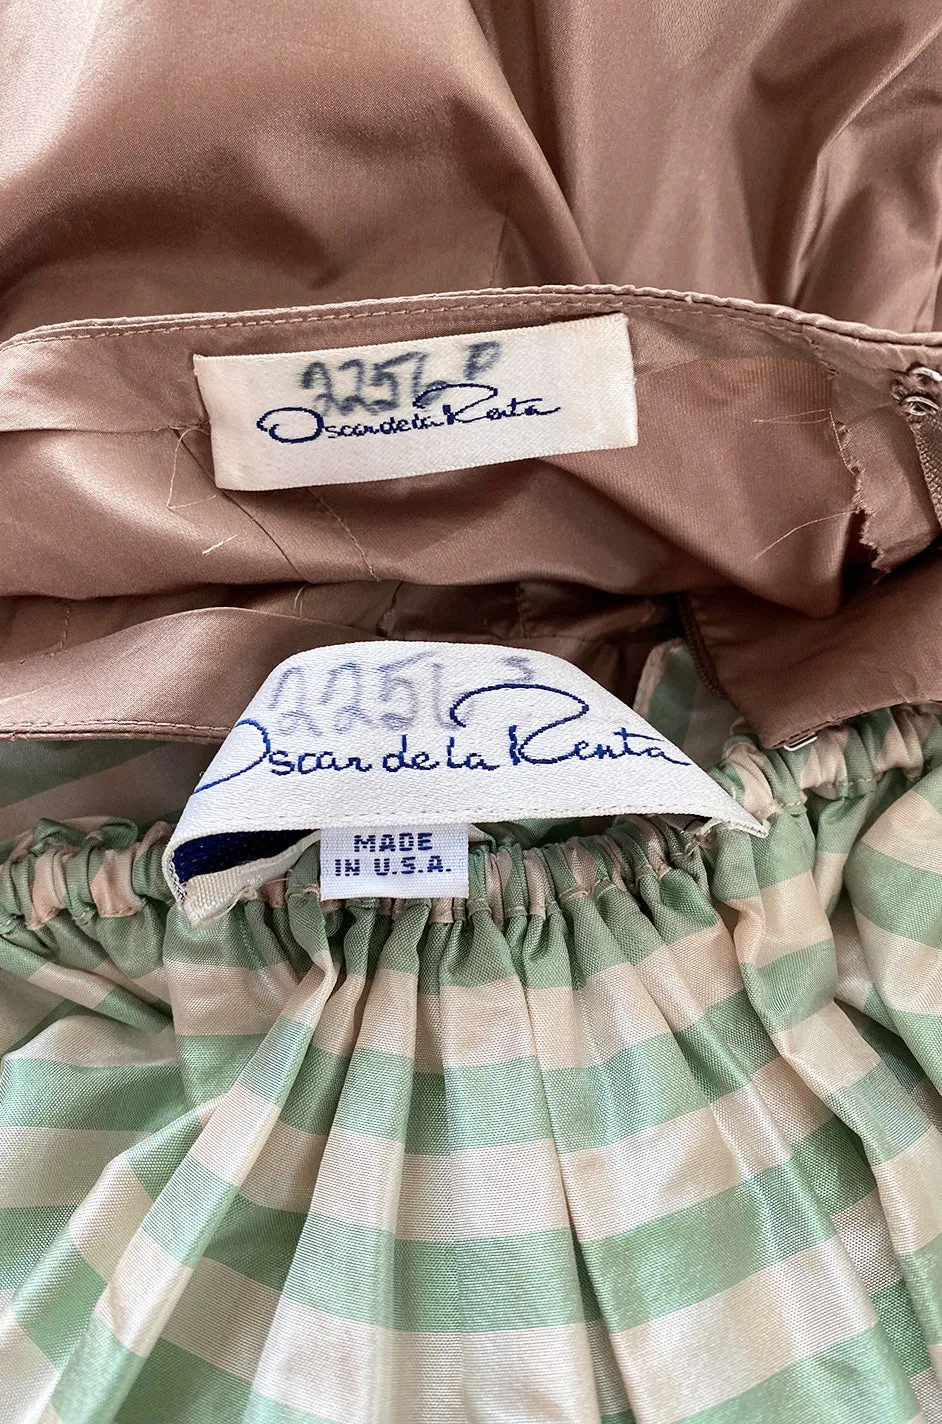 2256 P
Oscar de la Renta
2256 S
Oscar de la Renta
MADE
IN U.S.A.